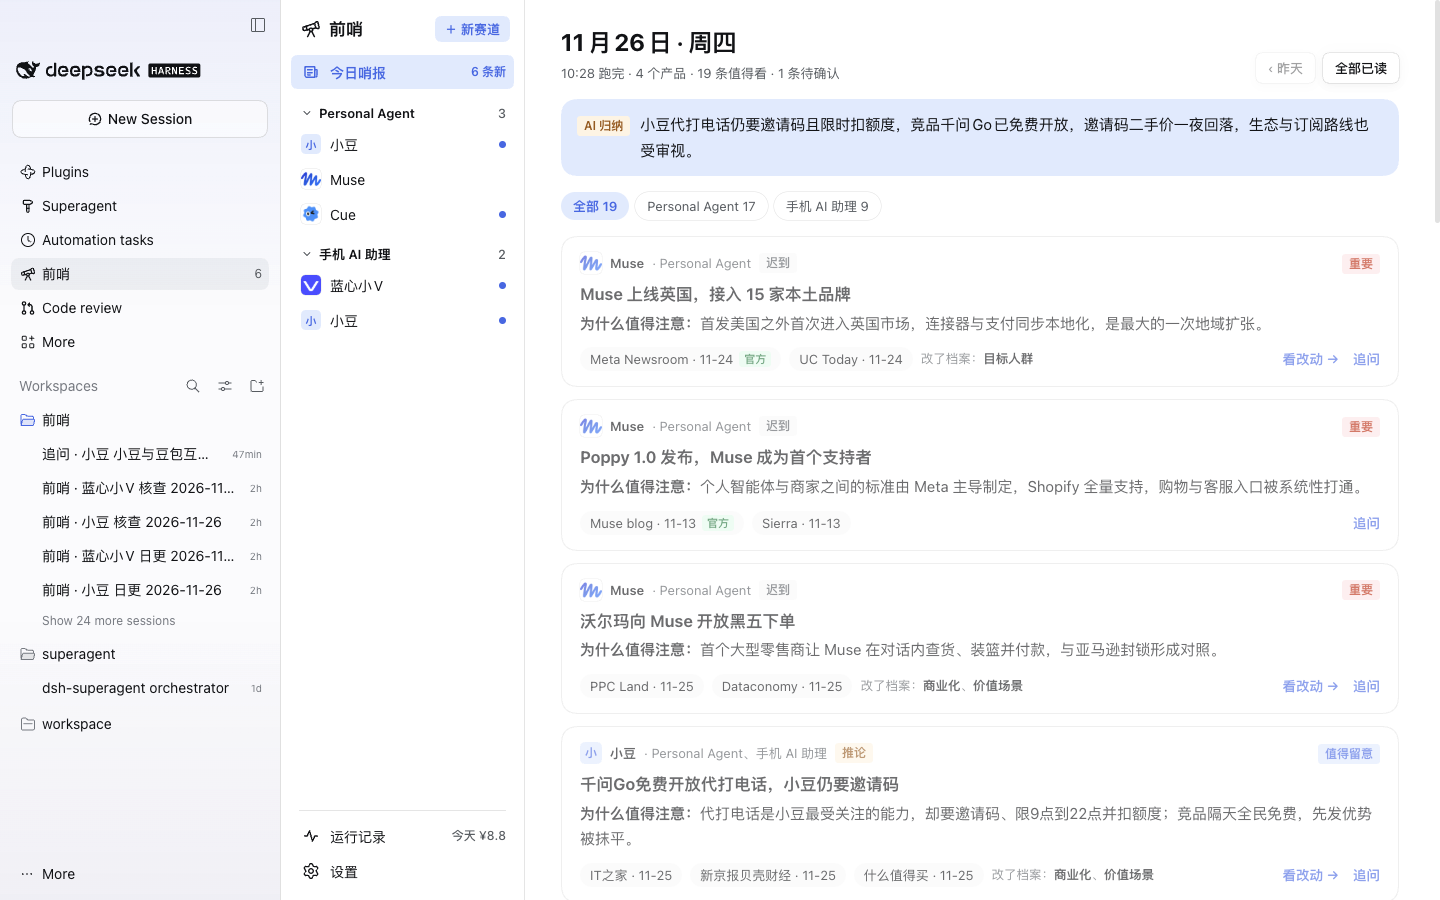 deepseek HARNESS
New Session
Plugins
Superagent
Automation tasks
前哨 6
Code review
More
Workspaces
前哨
追问 · 小豆 小豆与豆包互... 47min
前哨 · 蓝心小V 核查 2026-11... 2h
前哨 · 小豆 核查 2026-11-26 2h
前哨 · 蓝心小V 日更 2026-11... 2h
前哨 · 小豆 日更 2026-11-26 2h
Show 24 more sessions
superagent
dsh-superagent orchestrator 1d
workspace
··· More
前哨
+ 新赛道
今日哨报 6 条新
Personal Agent 3
小 小豆
Muse
Cue
手机 AI 助理 2
蓝心小V
小 小豆
运行记录 今天 ¥8.8
设置
11 月 26 日 · 周四
10:28 跑完 · 4 个产品 · 19 条值得看 · 1 条待确认
‹ 昨天 全部已读
AI 归纳 小豆代打电话仍要邀请码且限时扣额度，竞品千问 Go 已免费开放，邀请码二手价一夜回落，生态与订阅路线也
受审视。
全部 19 Personal Agent 17 手机 AI 助理 9
Muse · Personal Agent 迟到 重要
Muse 上线英国，接入 15 家本土品牌
为什么值得注意：首发美国之外首次进入英国市场，连接器与支付同步本地化，是最大的一次地域扩张。
Meta Newsroom · 11-24 官方 UC Today · 11-24 改了档案：目标人群 看改动 → 追问
Muse · Personal Agent 迟到 重要
Poppy 1.0 发布，Muse 成为首个支持者
为什么值得注意：个人智能体与商家之间的标准由 Meta 主导制定，Shopify 全量支持，购物与客服入口被系统性打通。
Muse blog · 11-13 官方 Sierra · 11-13 追问
Muse · Personal Agent 迟到 重要
沃尔玛向 Muse 开放黑五下单
为什么值得注意：首个大型零售商让 Muse 在对话内查货、装篮并付款，与亚马逊封锁形成对照。
PPC Land · 11-25 Dataconomy · 11-25 改了档案：商业化、价值场景 看改动 → 追问
小 小豆 · Personal Agent、手机 AI 助理 推论 值得留意
千问Go免费开放代打电话，小豆仍要邀请码
为什么值得注意：代打电话是小豆最受关注的能力，却要邀请码、限9点到22点并扣额度；竞品隔天全民免费，先发优势
被抹平。
IT之家 · 11-25 新京报贝壳财经 · 11-25 什么值得买 · 11-25 改了档案：商业化、价值场景 看改动 → 追问